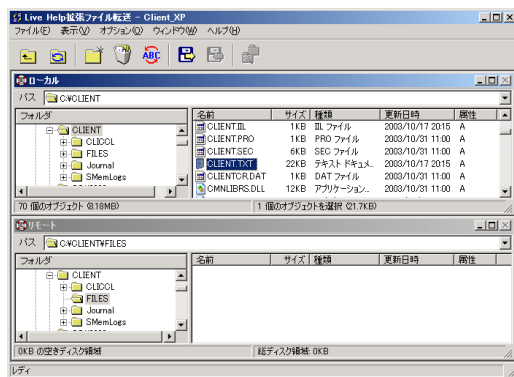 Live Help拡張ファイル転送 - Client_XP
ファイル(F) 表示(V) オプション(O) ウィンドウ(W) ヘルプ(H)
ABC
ローカル
パス C:¥CLIENT
フォルダ
CLIENT
CLICCL
FILES
Journal
SMemLogs
名前 サイズ 種類 更新日時 属性
CLIENT.IIL 1KB IIL ファイル 2003/10/17 20:15 A
CLIENT.PRO 1KB PRO ファイル 2003/10/31 11:00 A
CLIENT.SEC 6KB SEC ファイル 2003/10/31 11:00 A
CLIENT.TXT 22KB テキスト ドキュメ... 2003/10/17 20:15 A
CLIENTCR.DAT 1KB DAT ファイル 2003/10/31 11:00 A
CMNLIBRS.DLL 12KB アプリケーション... 2003/10/31 11:00 A
70 個のオブジェクト (8.18MB) 1 個のオブジェクトを選択 (21.7KB)
リモート
パス C:¥CLIENT¥FILES
フォルダ
CLIENT
CLICCL
FILES
Journal
SMemLogs
名前 サイズ 種類 更新日時 属性
0KB の空きディスク領域 総ディスク領域: 0KB
レディ